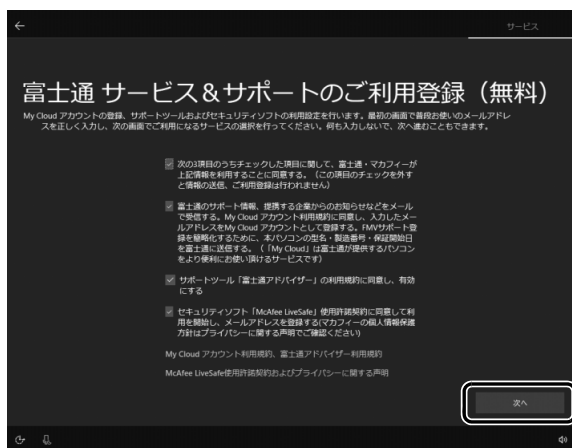 サービス
富士通 サービス&サポートのご利用登録(無料)
My Cloud アカウントの登録、サポートツールおよびセキュリティソフトの利用設定を行います。最初の画面で普段お使いのメールアドレ
スを正しく入力し、次の画面でご利用になるサービスの選択を行ってください。何も入力しないで、次へ進むこともできます。
次の3項目のうちチェックした項目に関して、富士通・マカフィーが
上記情報を利用することに同意する。(この項目のチェックを外す
と情報の送信、ご利用登録は行われません)
富士通のサポート情報、提携する企業からのお知らせなどをメール
で受信する。My Cloud アカウント利用規約に同意し、入力したメー
ルアドレスをMy Cloud アカウントとして登録する。FMVサポート登
録を簡略化するために、本パソコンの型名・製造番号・保証開始日
を富士通に送信する。(「My Cloud」は富士通が提供するパソコン
をより便利にお使い頂けるサービスです)
サポートツール「富士通アドバイザー」の利用規約に同意し、有効
にする
セキュリティソフト「McAfee LiveSafe」使用許諾契約に同意して利
用を開始し、メールアドレスを登録する(マカフィーの個人情報保護
方針はプライバシーに関する声明でご確認ください)
My Cloud アカウント利用規約、富士通アドバイザー利用規約
McAfee LiveSafe使用許諾契約およびプライバシーに関する声明
次へ